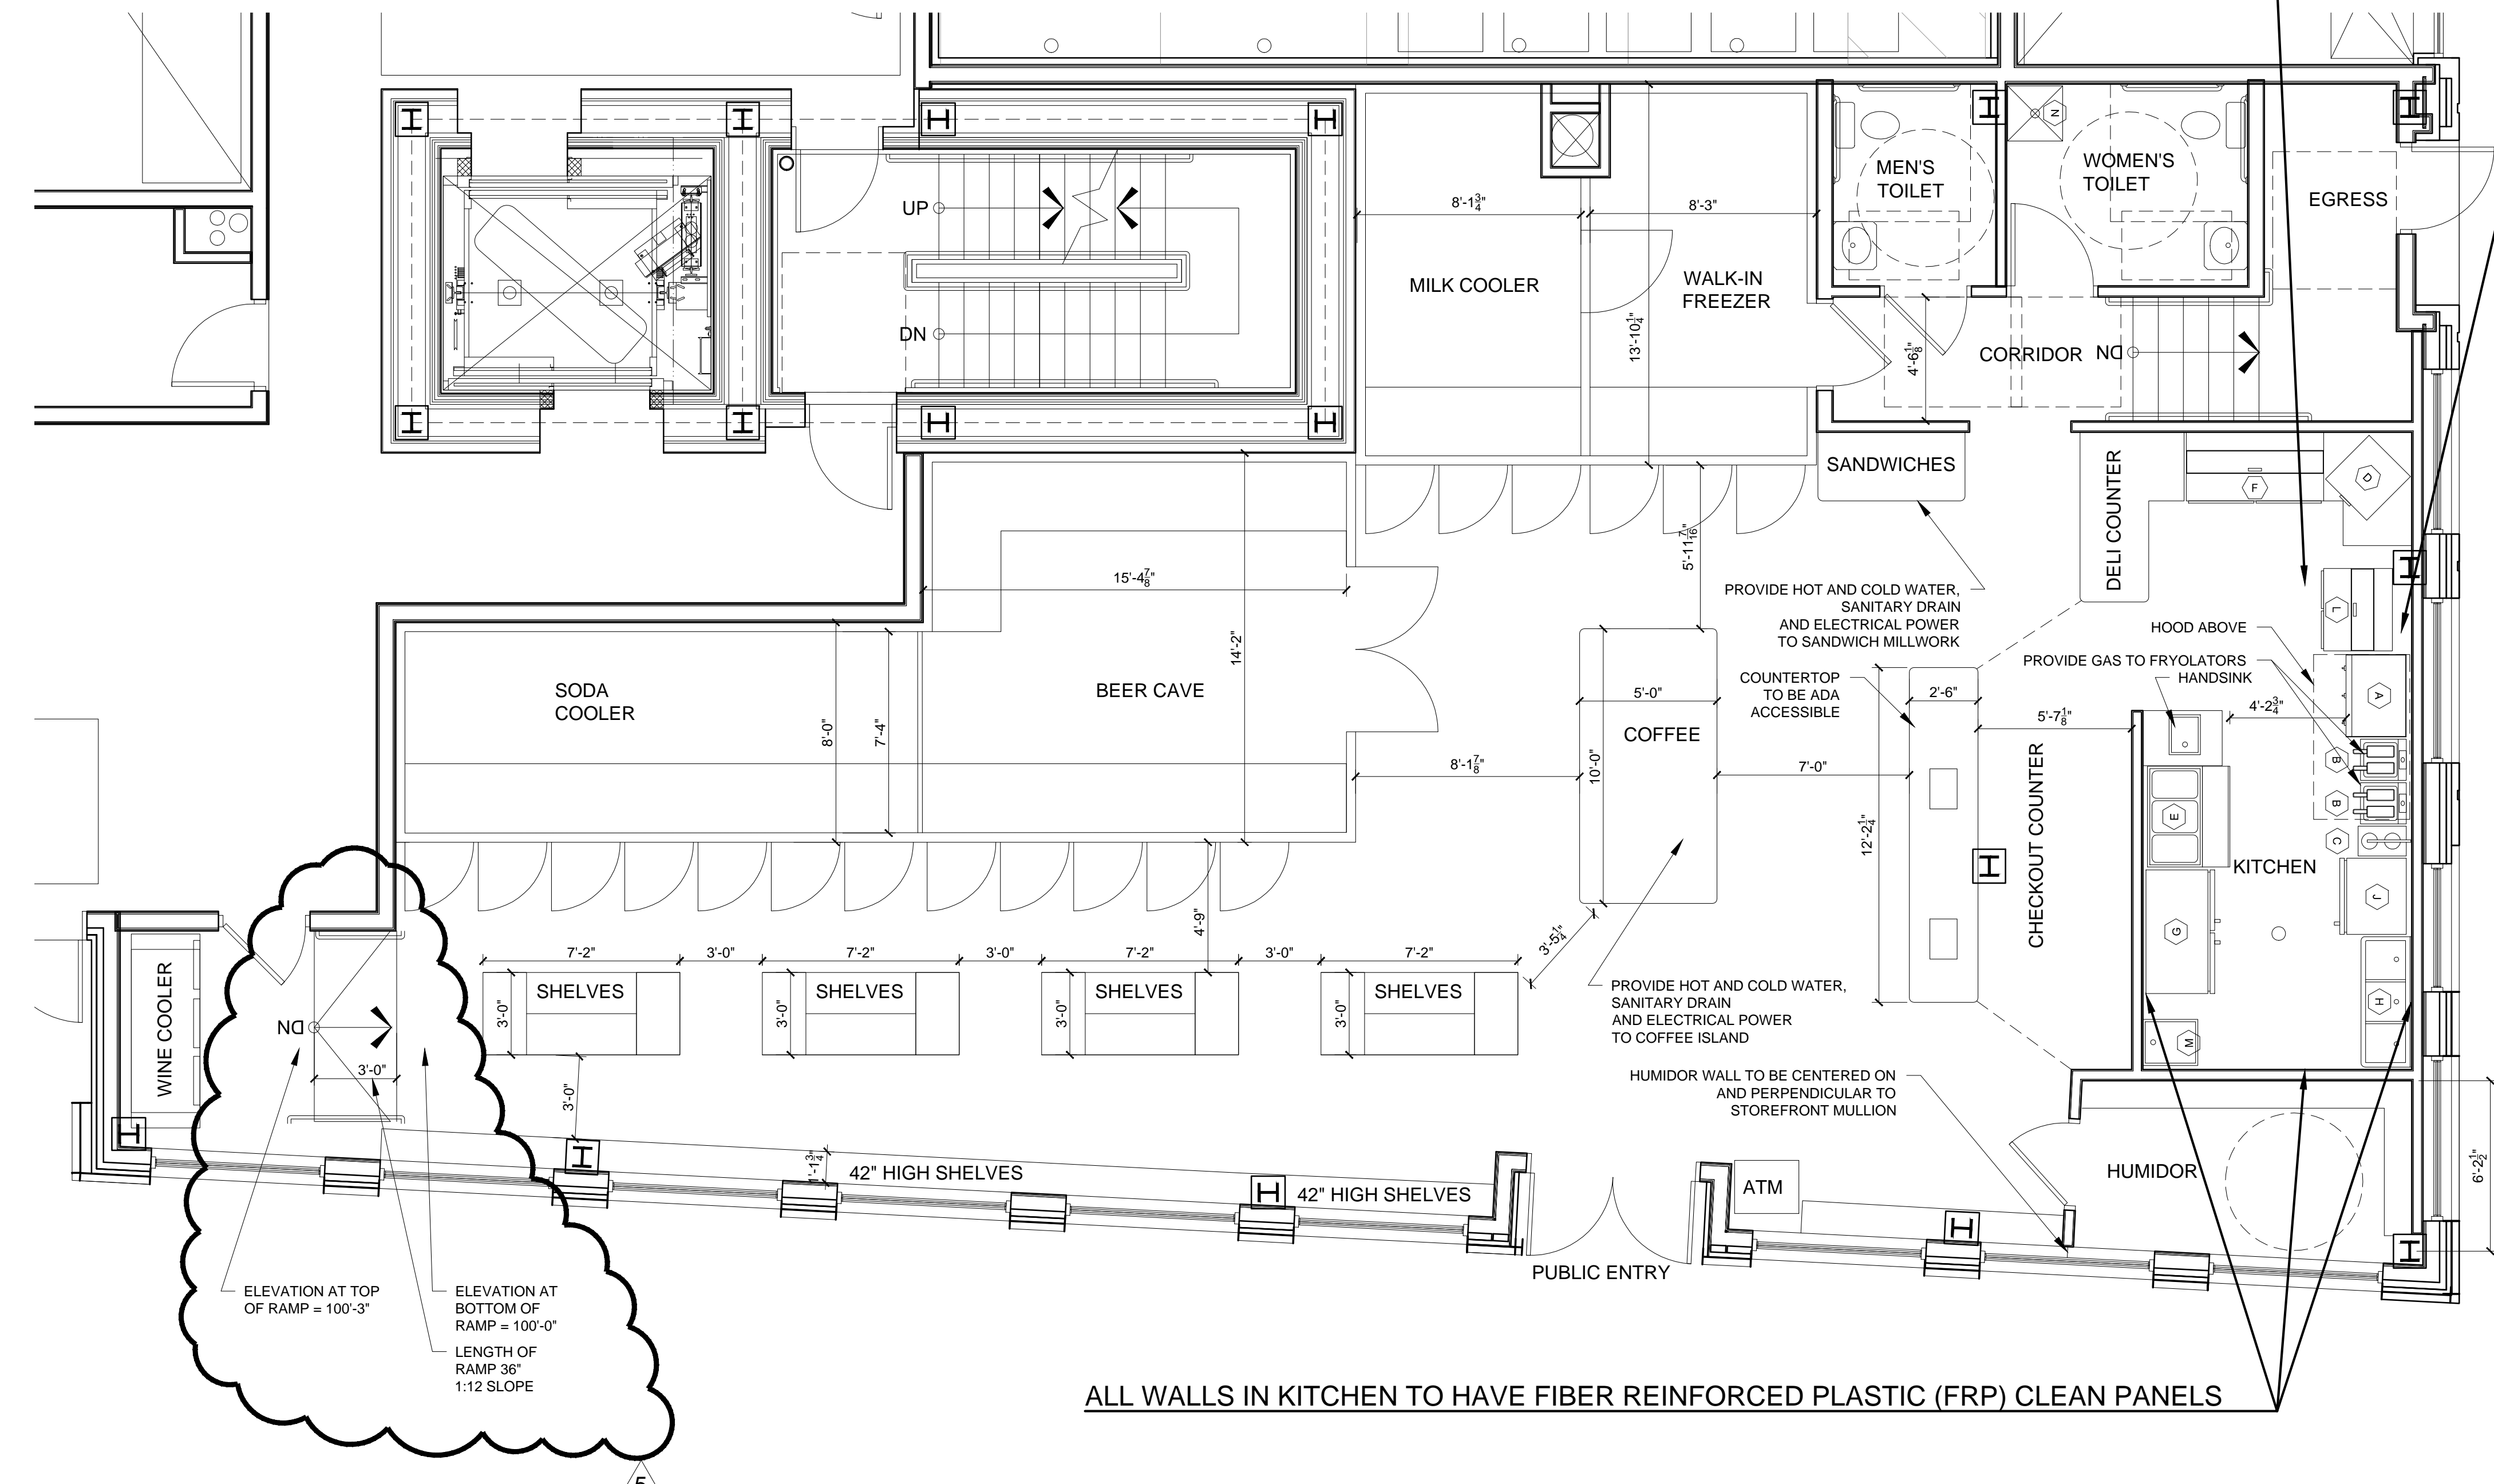 UP
DN
8'-1 3/4"
8'-3"
MILK COOLER
WALK-IN
FREEZER
13'-10 1/4"
MEN'S
TOILET
WOMEN'S
TOILET
N
EGRESS
CORRIDOR
DN
4'-6 1/8"
SANDWICHES
DELI COUNTER
F
D
L
5'-11 7/16"
15'-4 7/8"
14'-2"
SODA
COOLER
BEER CAVE
8'-0"
7'-4"
PROVIDE HOT AND COLD WATER,
SANITARY DRAIN
AND ELECTRICAL POWER
TO SANDWICH MILLWORK
HOOD ABOVE
PROVIDE GAS TO FRYOLATORS
HANDSINK
COUNTERTOP
TO BE ADA
ACCESSIBLE
5'-0"
COFFEE
10'-0"
2'-6"
5'-7 1/8"
4'-2 3/4"
8'-1 7/8"
7'-0"
12'-2 1/4"
CHECKOUT COUNTER
A
B
B
C
E
KITCHEN
J
G
H
M
4'-9"
3'-5 1/4"
7'-2"
3'-0"
7'-2"
3'-0"
7'-2"
3'-0"
7'-2"
SHELVES
SHELVES
SHELVES
SHELVES
3'-0"
3'-0"
3'-0"
3'-0"
WINE COOLER
DN
3'-0"
3'-0"
PROVIDE HOT AND COLD WATER,
SANITARY DRAIN
AND ELECTRICAL POWER
TO COFFEE ISLAND
HUMIDOR WALL TO BE CENTERED ON
AND PERPENDICULAR TO
STOREFRONT MULLION
1'-1 3/4"
42" HIGH SHELVES
42" HIGH SHELVES
ATM
HUMIDOR
6'-2 1/2"
PUBLIC ENTRY
ELEVATION AT TOP
OF RAMP = 100'-3"
ELEVATION AT
BOTTOM OF
RAMP = 100'-0"
LENGTH OF
RAMP 36"
1:12 SLOPE
ALL WALLS IN KITCHEN TO HAVE FIBER REINFORCED PLASTIC (FRP) CLEAN PANELS
5